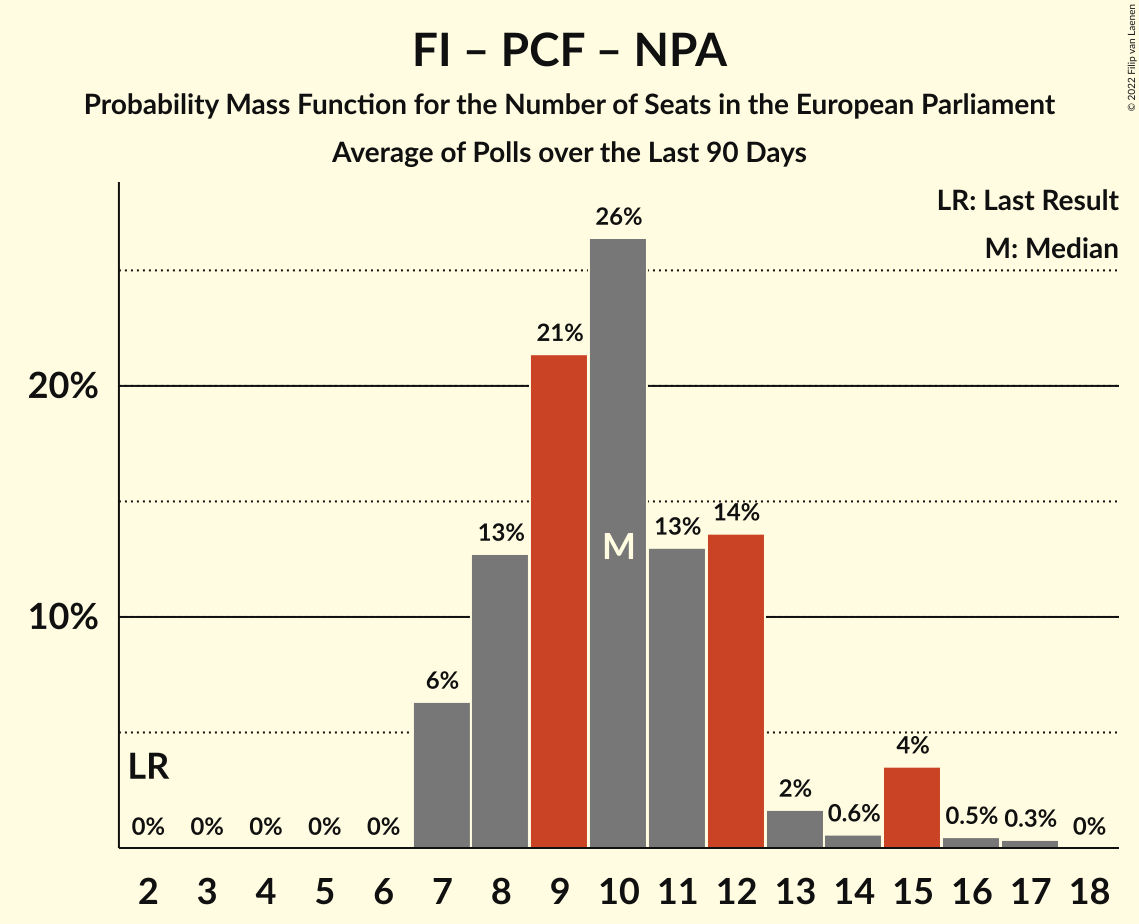 FI – PCF – NPA
Probability Mass Function for the Number of Seats in the European Parliament
Average of Polls over the Last 90 Days
© 2022 Filip van Laenen
LR: Last Result
M: Median
20%
10%
LR
M
0%
0%
0%
0%
0%
6%
13%
21%
26%
13%
14%
2%
0.6%
4%
0.5%
0.3%
0%
2 3 4 5 6 7 8 9 10 11 12 13 14 15 16 17 18